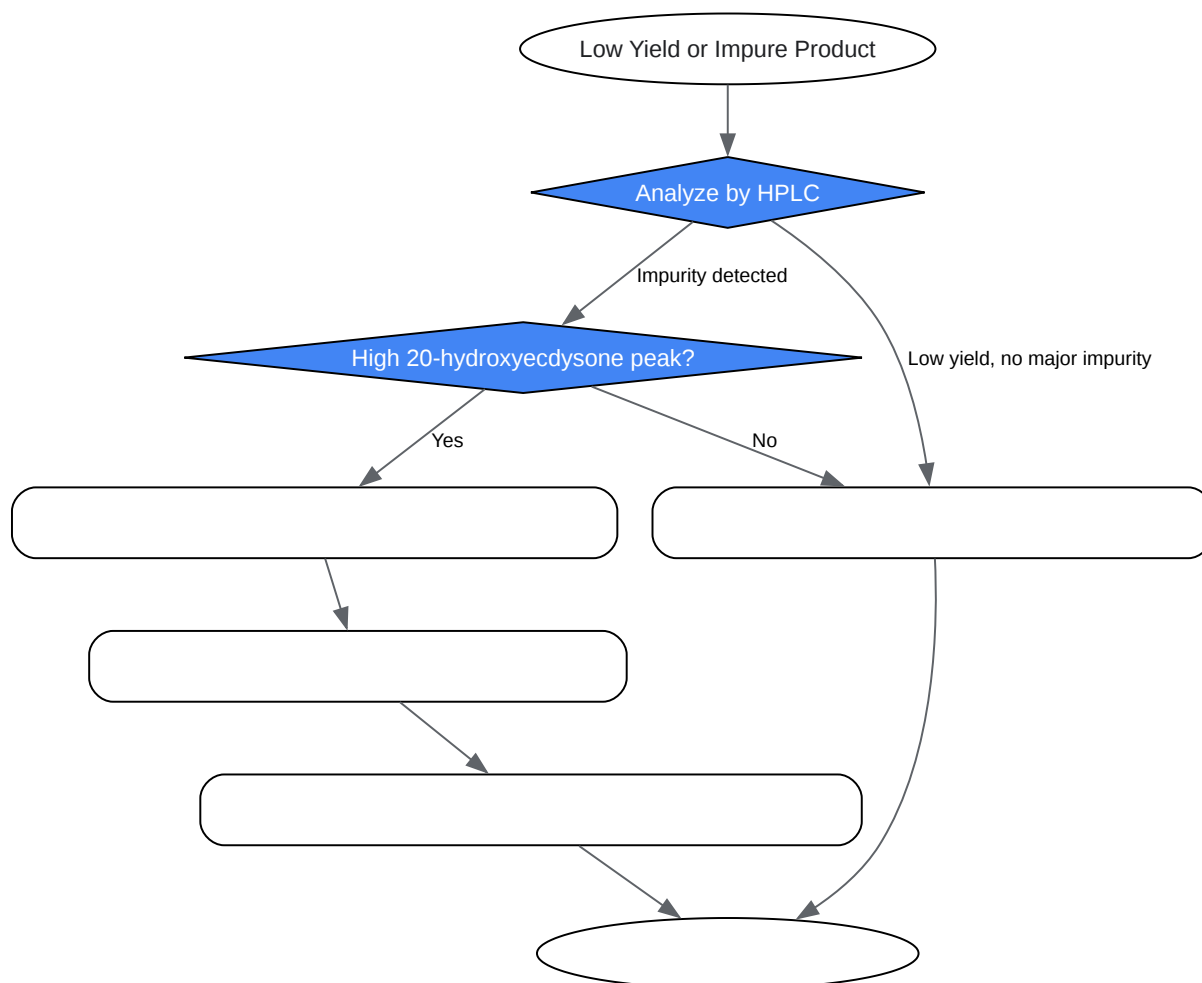 Low Yield or Impure Product
Analyze by HPLC
Impurity detected
High 20-hydroxyecdysone peak?
Low yield, no major impurity
Yes
No